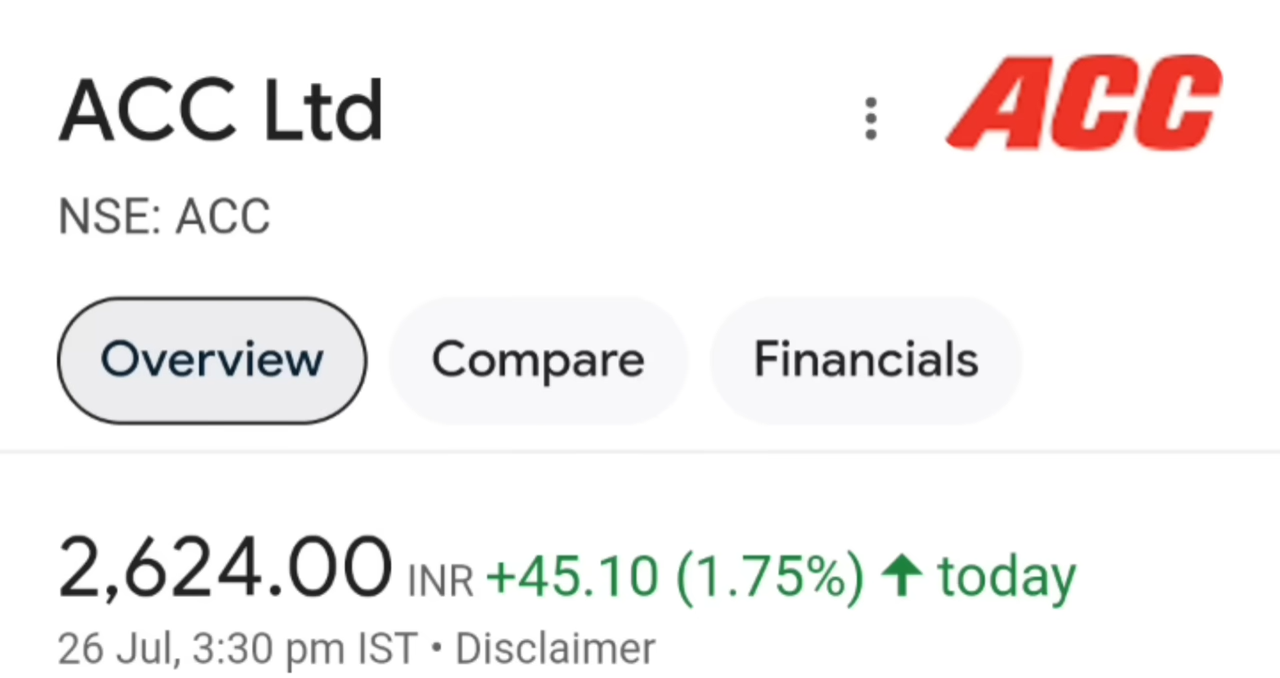 ACC Ltd
ACC
NSE: ACC
Overview Compare Financials
2,624.00 INR +45.10 (1.75%) ↑ today
26 Jul, 3:30 pm IST • Disclaimer